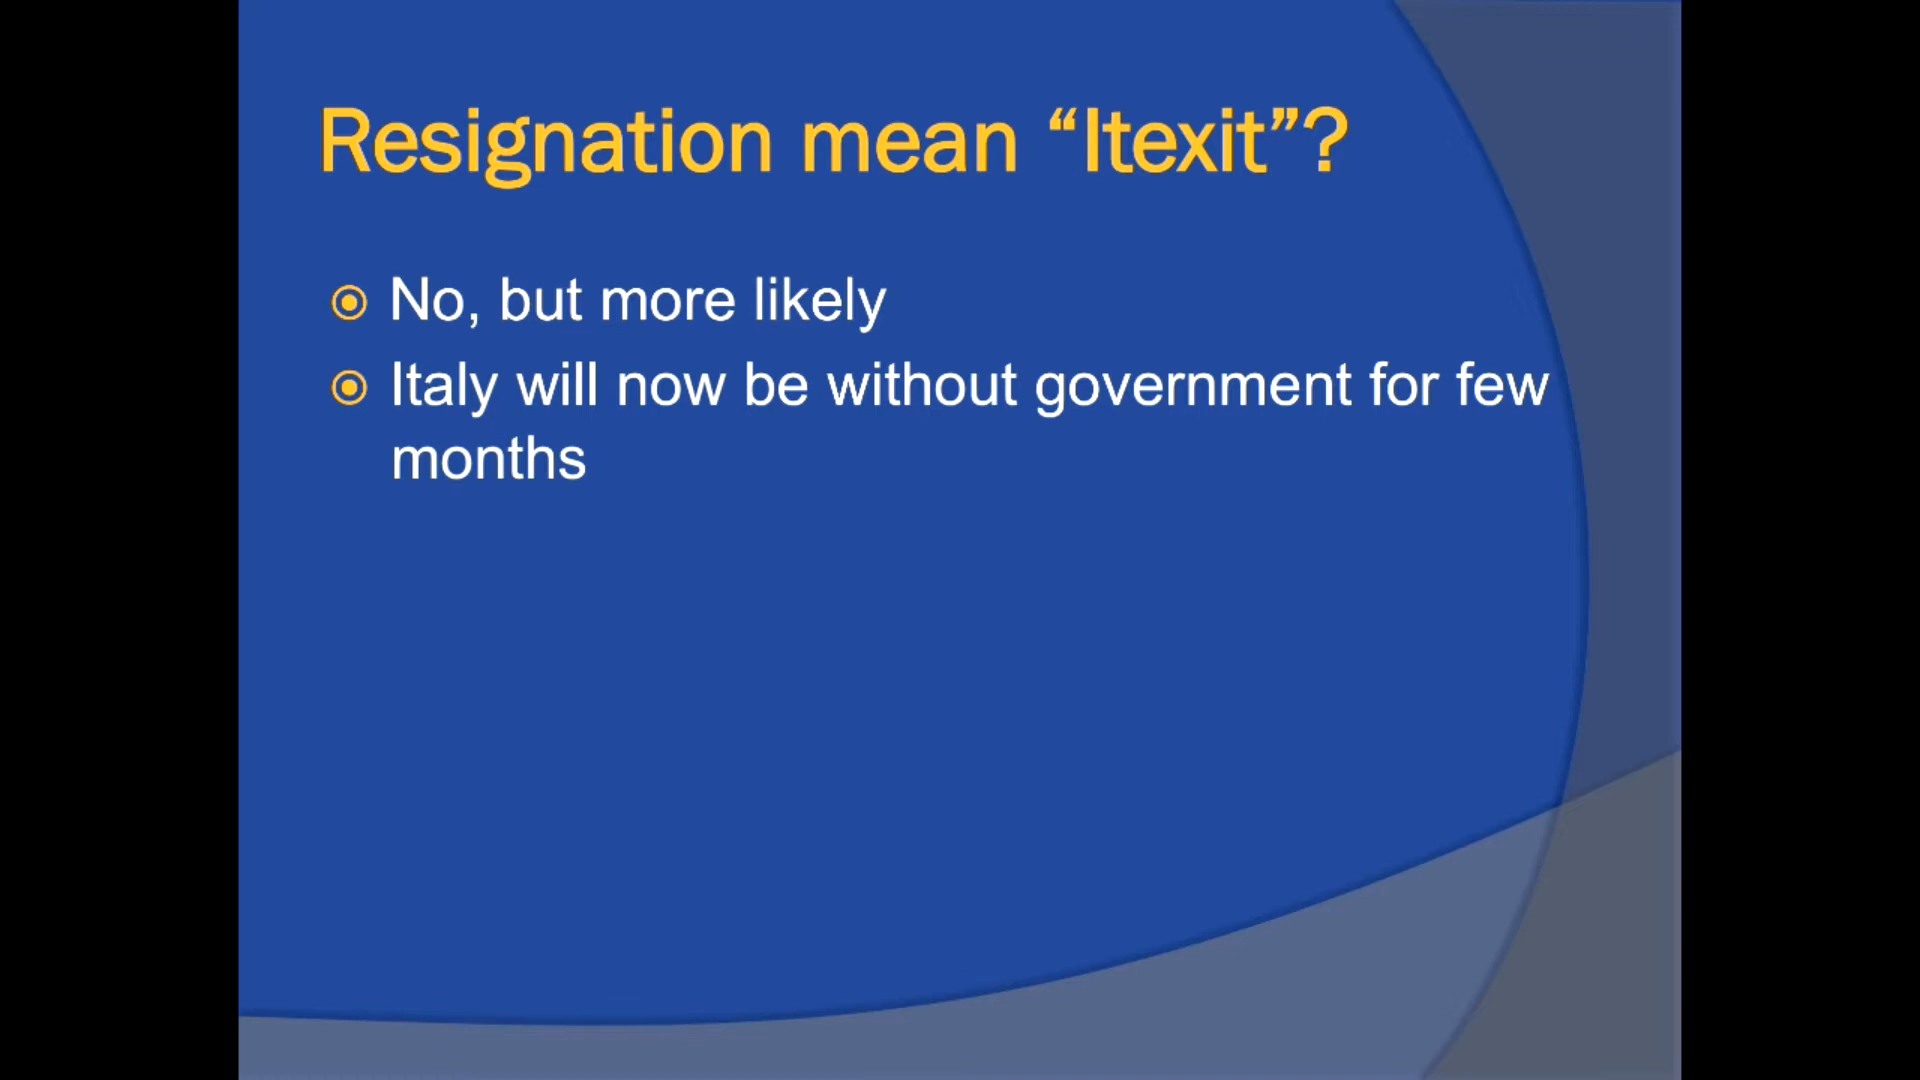 Resignation mean “Itexit”?
No, but more likely
Italy will now be without government for few
months